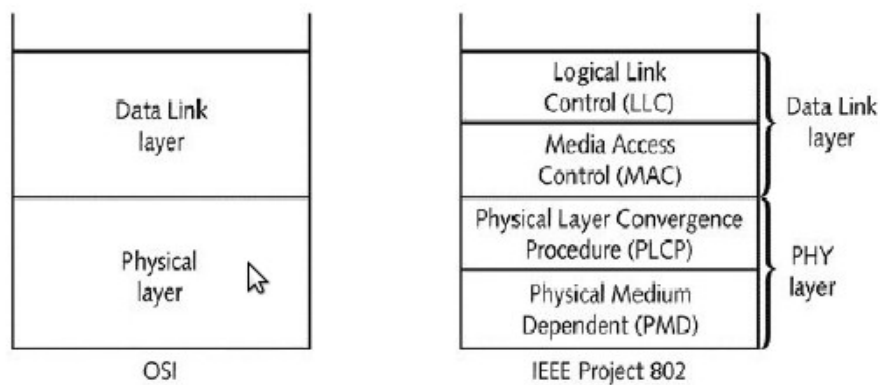 Data Link
layer
Physical
layer
OSI
Logical Link
Control (LLC)
Media Access
Control (MAC)
Physical Layer Convergence
Procedure (PLCP)
Physical Medium
Dependent (PMD)
IEEE Project 802
Data Link
layer
PHY
layer